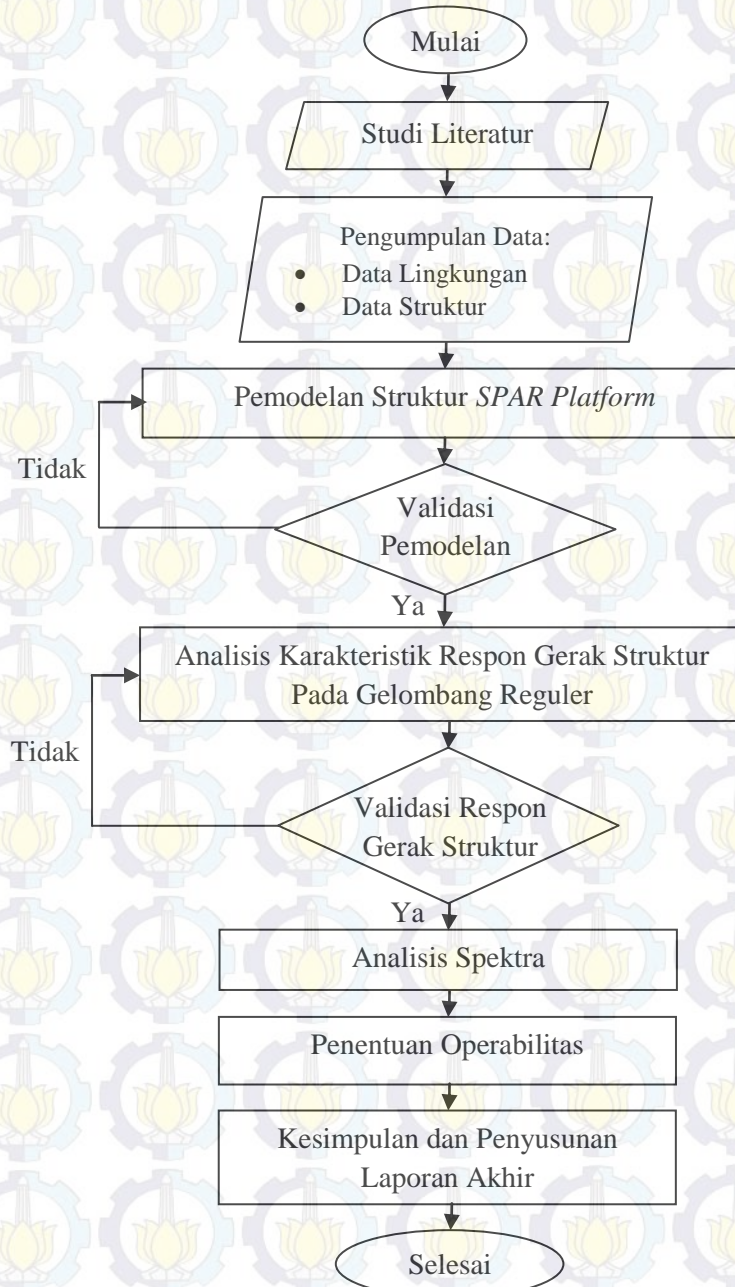 Mulai
Studi Literatur
Pengumpulan Data:
• Data Lingkungan
• Data Struktur
Pemodelan Struktur SPAR Platform
Tidak
Validasi
Pemodelan
Ya
Analisis Karakteristik Respon Gerak Struktur
Pada Gelombang Reguler
Tidak
Validasi Respon
Gerak Struktur
Ya
Analisis Spektra
Penentuan Operabilitas
Kesimpulan dan Penyusunan
Laporan Akhir
Selesai